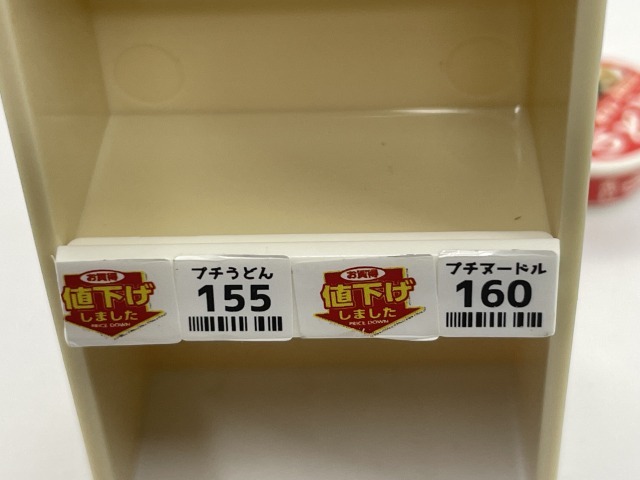 お買得
値下げ
しました
PRICE DOWN
プチうどん
155
お買得
値下げ
しました
PRICE DOWN
プチヌードル
160